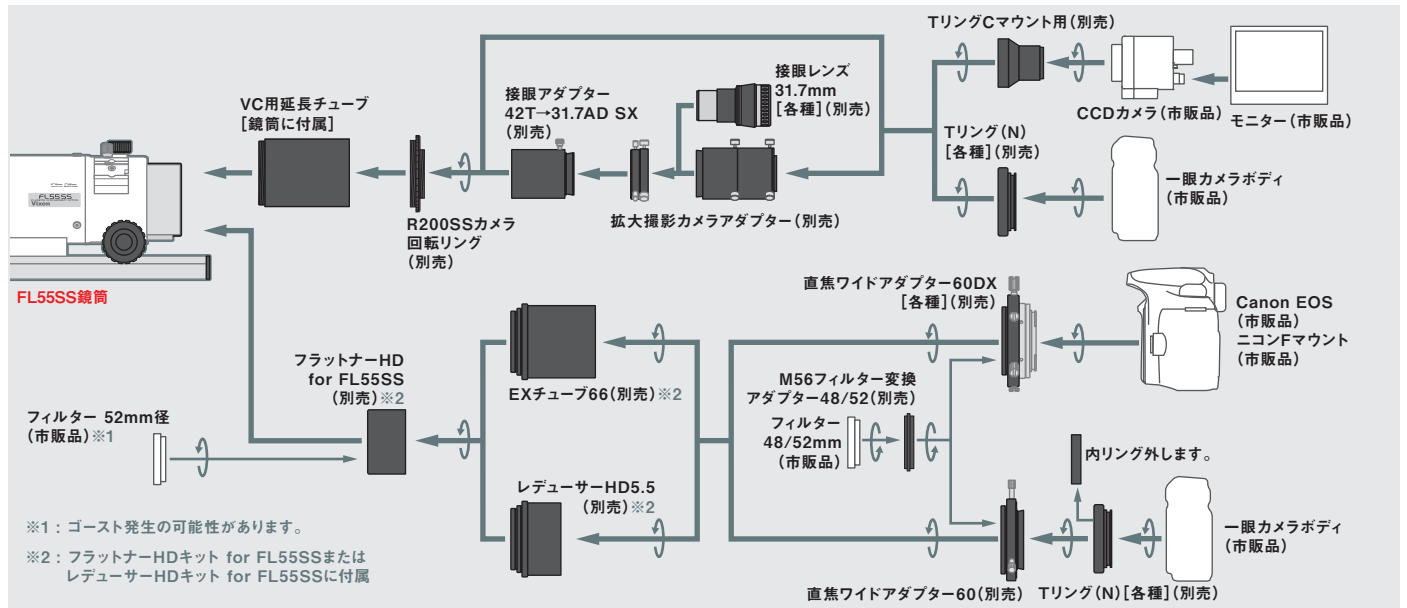 TリングCマウント用(別売)
接眼レンズ
31.7mm
[各種](別売)
接眼アダプター
42T→31.7AD SX
(別売)
VC用延長チューブ
[鏡筒に付属]
CCDカメラ(市販品)
モニター(市販品)
Tリング(N)
[各種](別売)
一眼カメラボディ
(市販品)
拡大撮影カメラアダプター(別売)
R200SSカメラ
回転リング
(別売)
FL55SS
Vixen
FL55SS鏡筒
直焦ワイドアダプター60DX
[各種](別売)
Canon EOS
(市販品)
ニコンFマウント
(市販品)
フラットナーHD
for FL55SS
(別売)※2
EXチューブ66(別売)※2
M56フィルター変換
アダプター48/52(別売)
フィルター
48/52mm
(市販品)
フィルター 52mm径
(市販品)※1
内リング外します。
レデューサーHD5.5
(別売)※2
一眼カメラボディ
(市販品)
※1:ゴースト発生の可能性があります。
※2:フラットナーHDキット for FL55SSまたは
レデューサーHDキット for FL55SSに付属
直焦ワイドアダプター60(別売)
Tリング(N)[各種](別売)